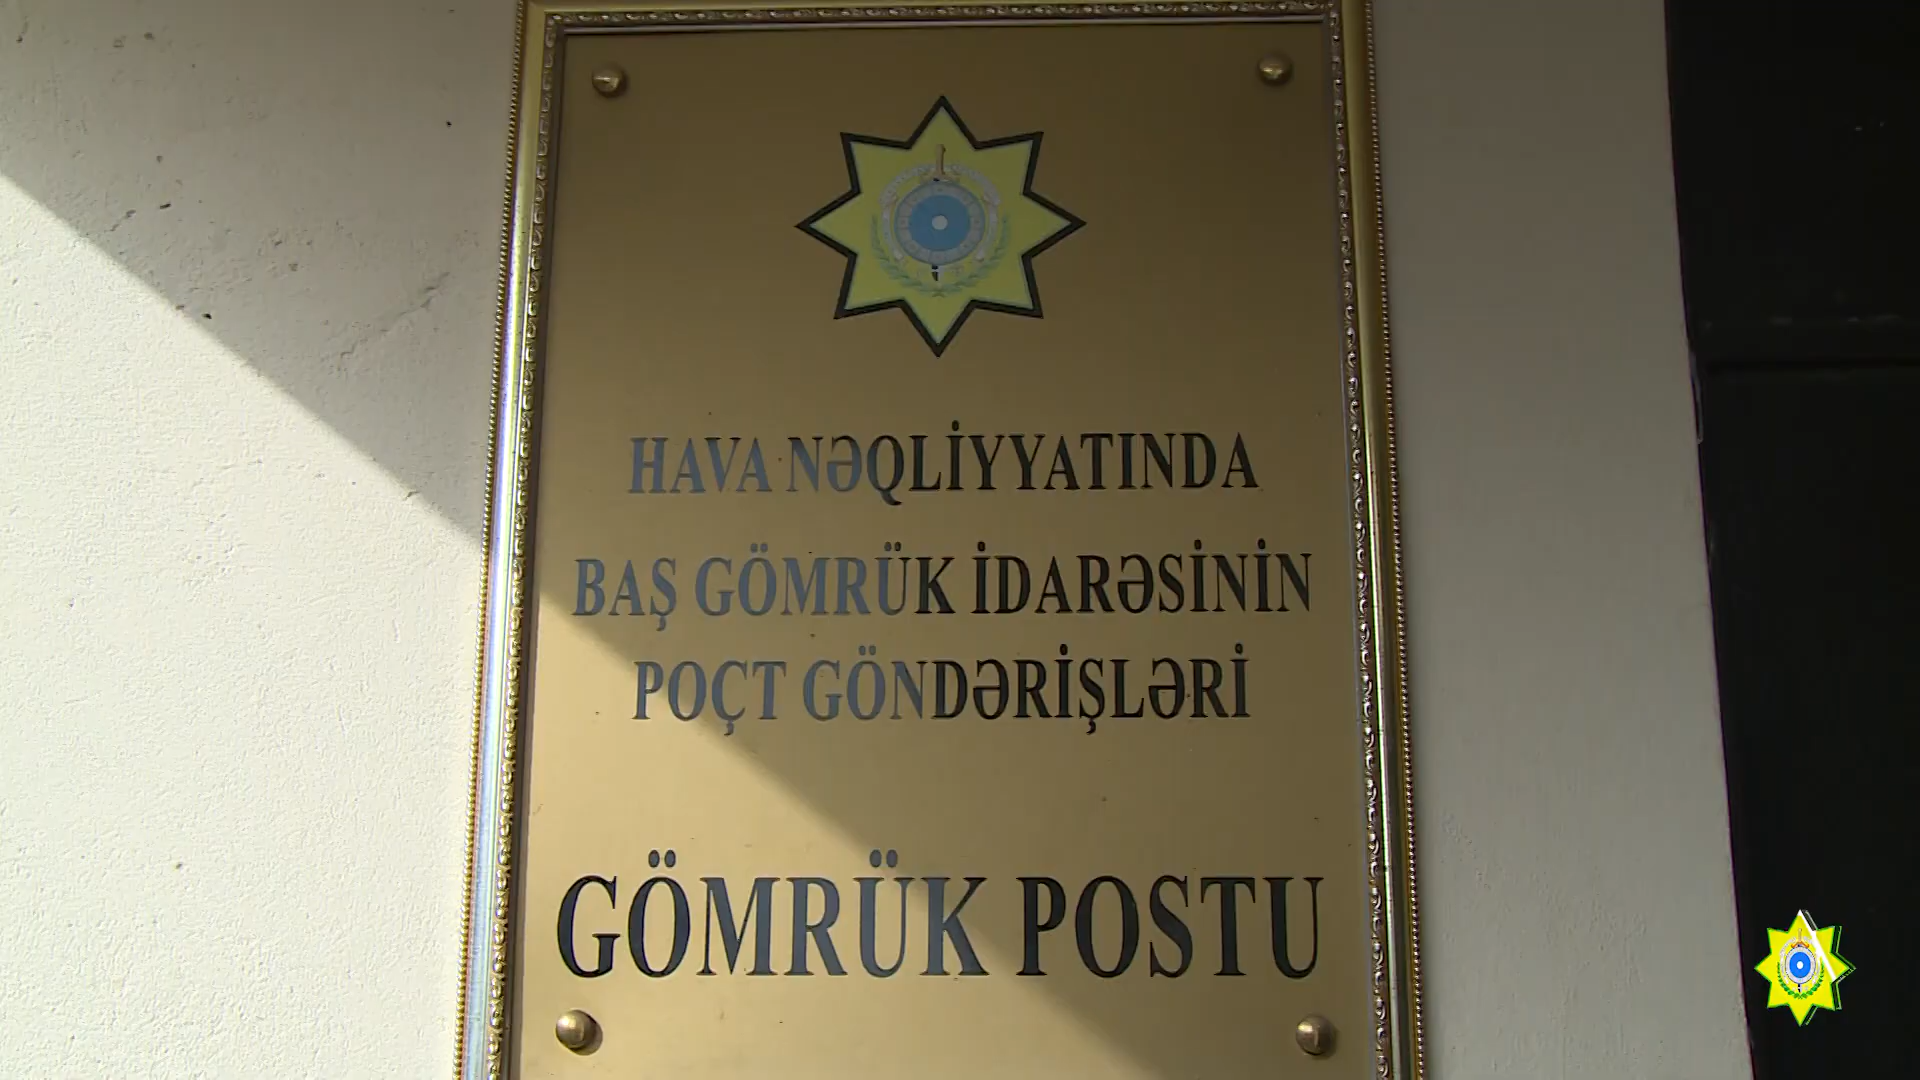 HAVA NƏQLİYYATINDA
BAŞ GÖMRÜK İDARƏSİNİN
POÇT GÖNDƏRİŞLƏRİ
GÖMRÜK POSTU